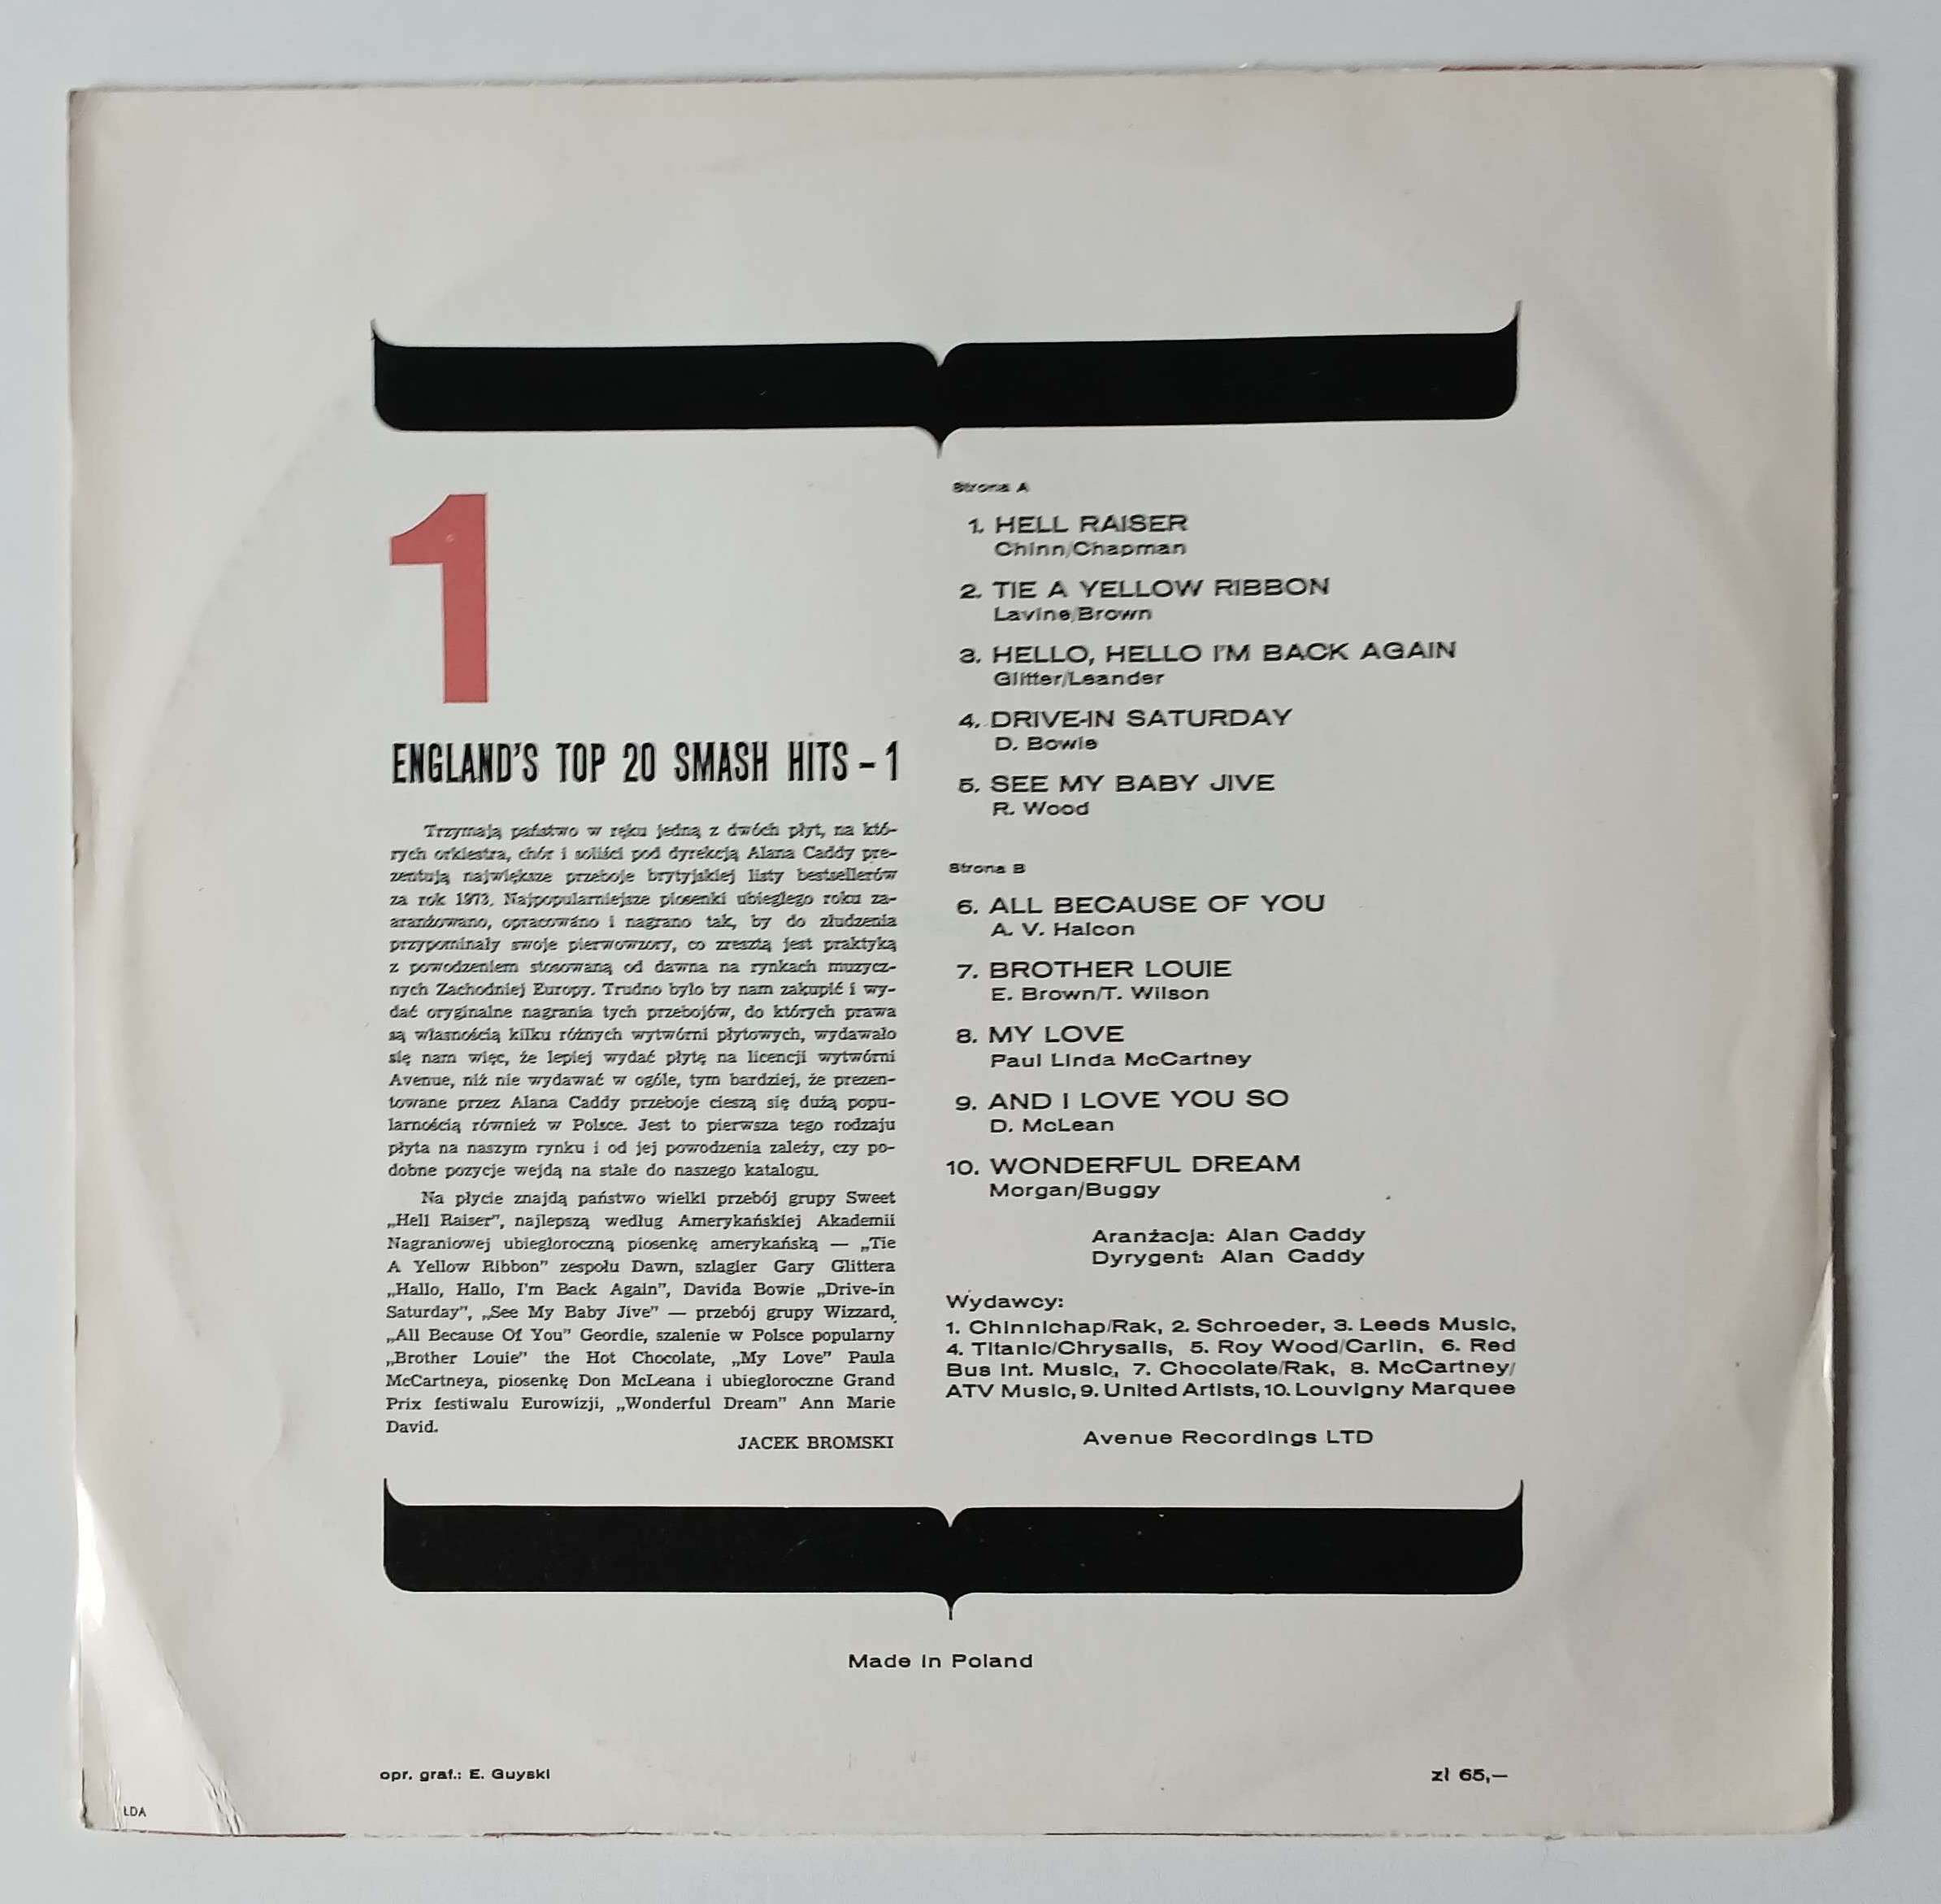 1
ENGLAND'S TOP 20 SMASH HITS – 1
Trzymają państwo w ręku jedną z dwóch płyt, na któ-
rych orkiestra, chór i soliści pod dyrekcją Alana Caddy pre-
zentują największe przeboje brytyjskiej listy bestsellerów
za rok 1973. Najpopularniejsze piosenki ubiegłego roku za-
aranżowano, opracowano i nagrano tak, by do złudzenia
przypominały swoje pierwowzory, co zresztą jest praktyką
z powodzeniem stosowaną od dawna na rynkach muzycz-
nych Zachodniej Europy. Trudno było by nam zakupić i wy-
dać oryginalne nagrania tych przebojów, do których prawa
są własnością kilku różnych wytwórni płytowych, wydawało
się nam więc, że lepiej wydać płytę na licencji wytwórni
Avenue, niż nie wydawać w ogóle, tym bardziej, że prezen-
towane przez Alana Caddy przeboje cieszą się dużą popu-
larnością również w Polsce. Jest to pierwsza tego rodzaju
płyta na naszym rynku i od jej powodzenia zależy, czy po-
dobne pozycje wejdą na stałe do naszego katalogu.
Na płycie znajdą państwo wielki przebój grupy Sweet
„Hell Raiser”, najlepszą według Amerykańskiej Akademii
Nagraniowej ubiegłoroczną piosenkę amerykańską — „Tie
A Yellow Ribbon” zespołu Dawn, szlagier Gary Glittera
„Hallo, Hallo, I'm Back Again”, Davida Bowie „Drive-in
Saturday”, „See My Baby Jive” — przebój grupy Wizzard,
„All Because Of You” Geordie, szalenie w Polsce popularny
„Brother Louie” the Hot Chocolate, „My Love” Paula
McCartneya, piosenkę Don McLeana i ubiegłoroczne Grand
Prix festiwalu Eurowizji, „Wonderful Dream” Ann Marie
David.
JACEK BROMSKI
Strona A
1. HELL RAISER
Chinn/Chapman
2. TIE A YELLOW RIBBON
Lavine/Brown
3. HELLO, HELLO I'M BACK AGAIN
Glitter/Leander
4. DRIVE-IN SATURDAY
D. Bowie
5. SEE MY BABY JIVE
R. Wood
Strona B
6. ALL BECAUSE OF YOU
A. V. Halcon
7. BROTHER LOUIE
E. Brown/T. Wilson
8. MY LOVE
Paul Linda McCartney
9. AND I LOVE YOU SO
D. McLean
10. WONDERFUL DREAM
Morgan/Buggy
Aranżacja: Alan Caddy
Dyrygent: Alan Caddy
Wydawcy:
1. Chinnichap/Rak, 2. Schroeder, 3. Leeds Music,
4. Titanic/Chrysalis, 5. Roy Wood/Carlin, 6. Red
Bus Int. Music, 7. Chocolate/Rak, 8. McCartney/
ATV Music, 9. United Artists, 10. Louvigny Marquee
Avenue Recordings LTD
Made in Poland
opr. graf.: E. Guyski
zł 65,—
ŁDA